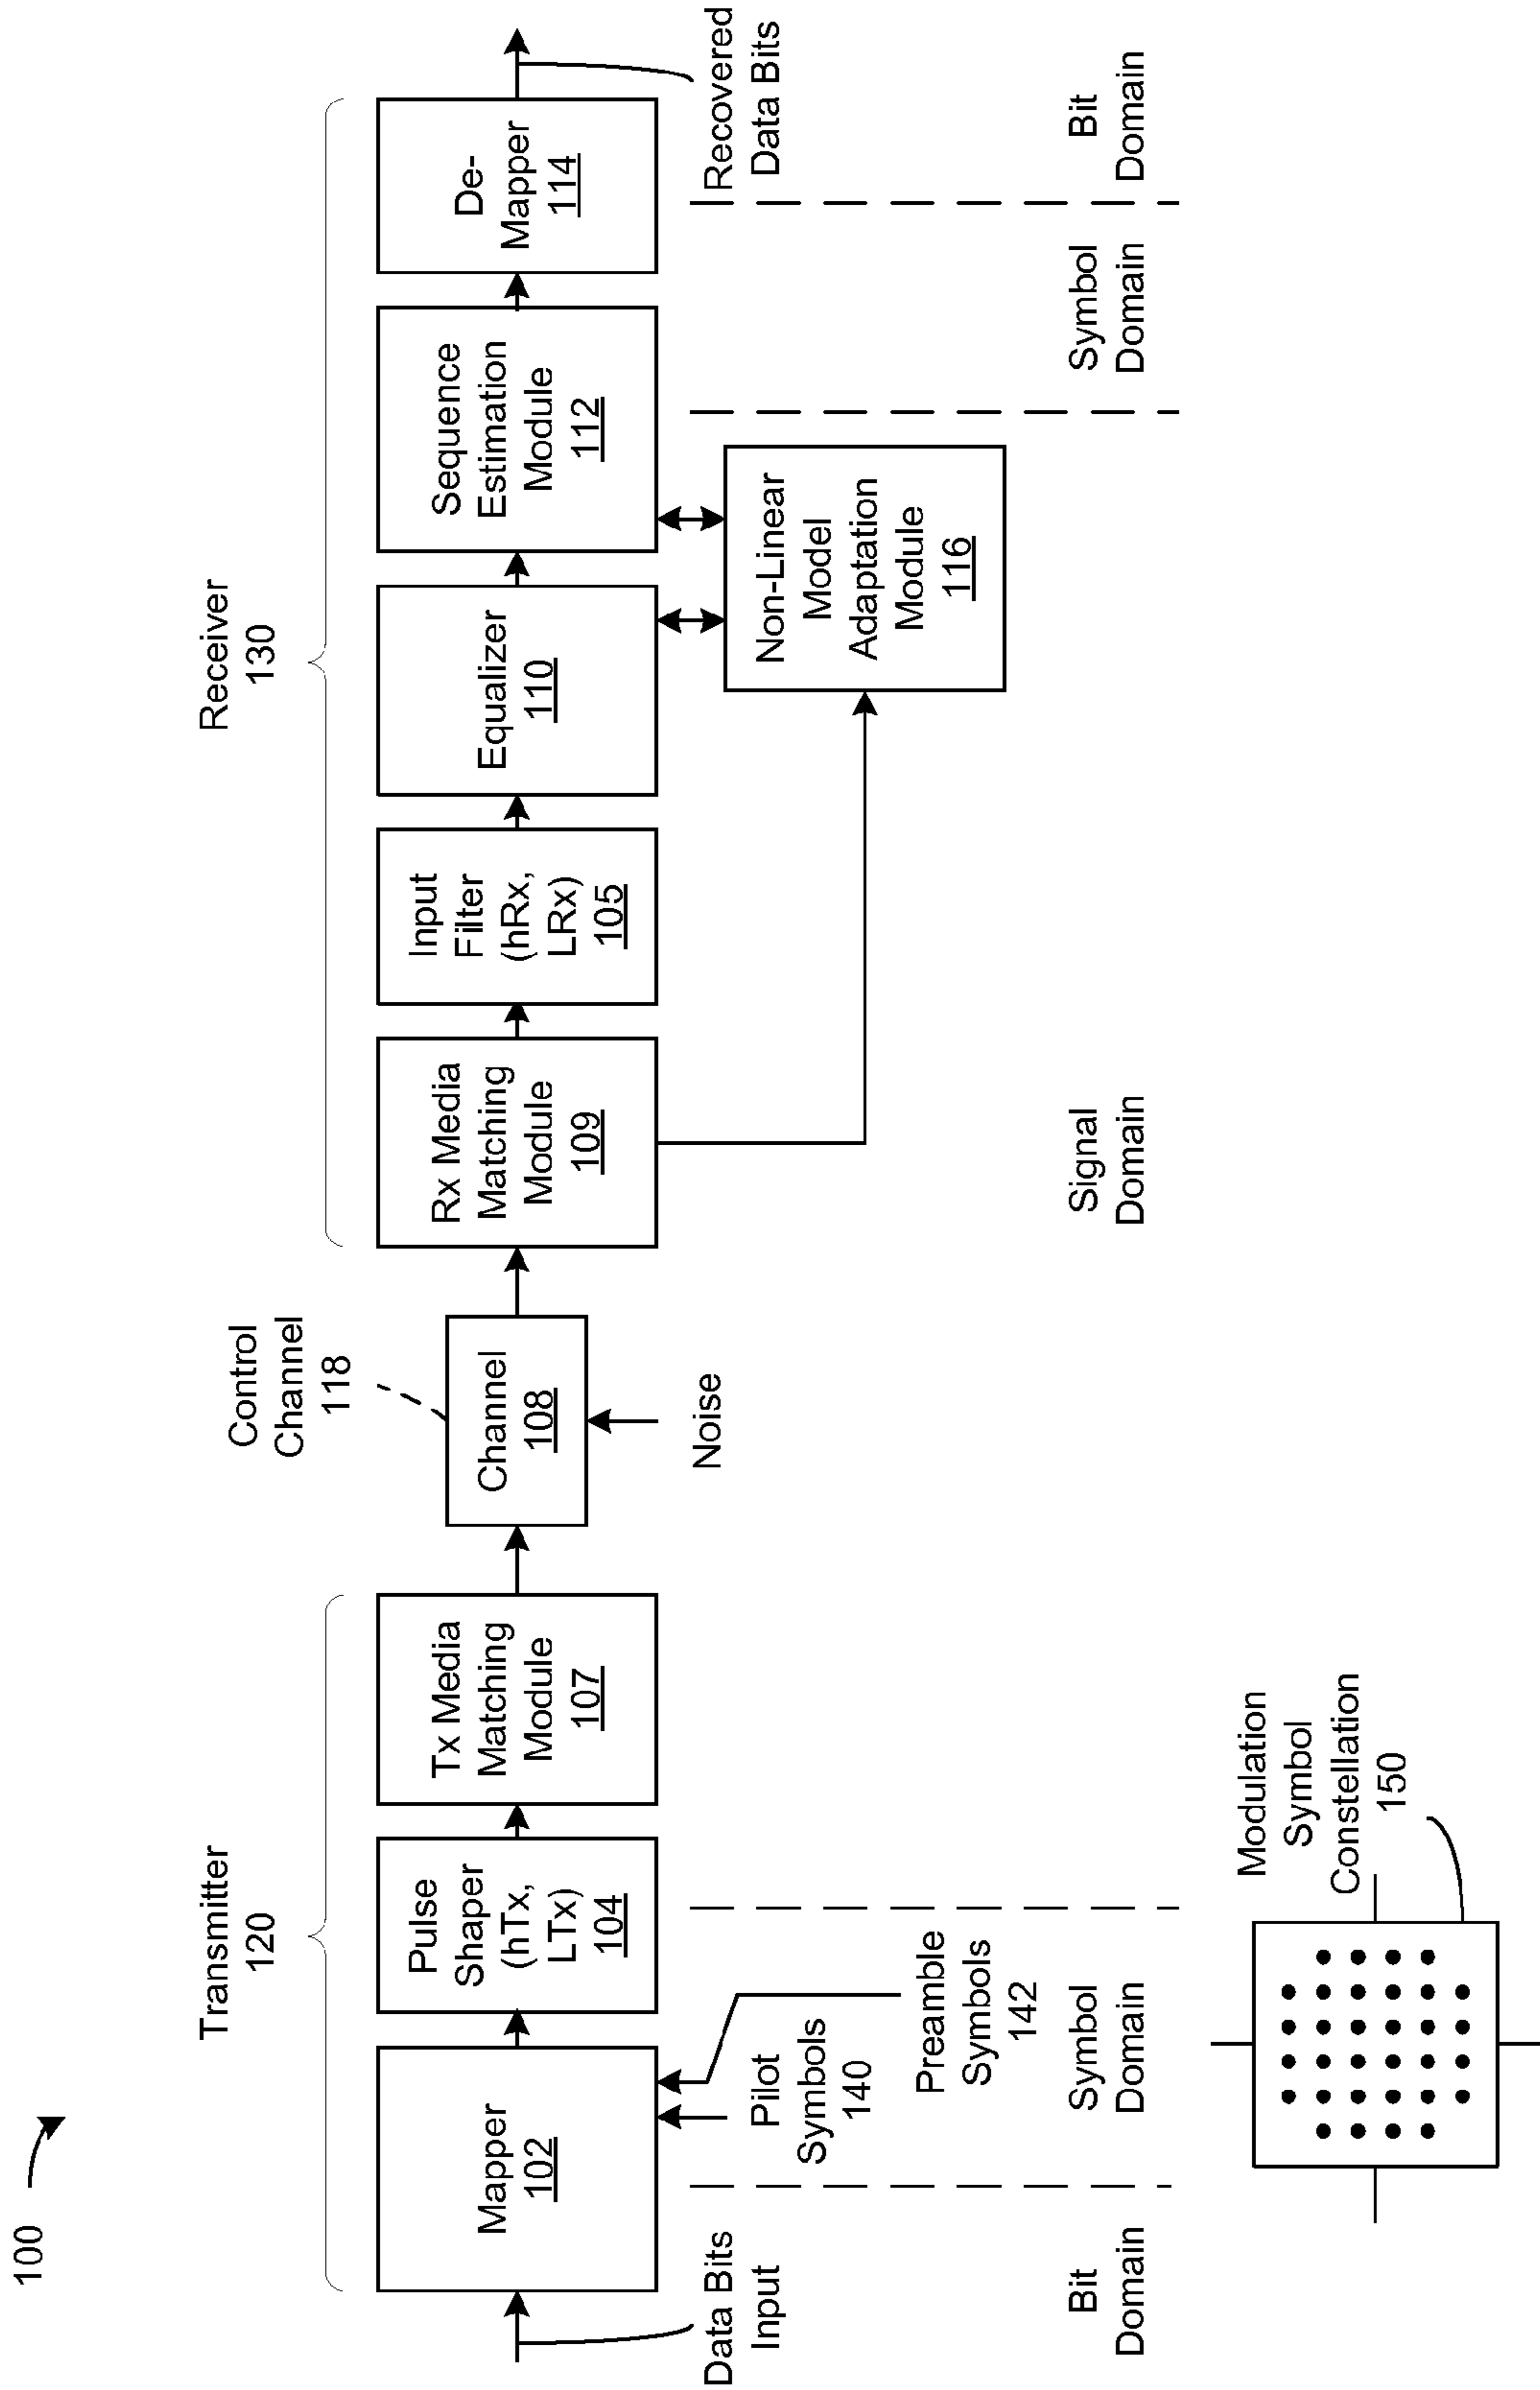 100
Transmitter
120
Control
Channel
118
Receiver
130
Mapper
102
Pulse
Shaper
(hTx,
LTx)
104
Tx Media
Matching
Module
107
Channel
108
Rx Media
Matching
Module
109
Input
Filter
(hRx,
LRx)
105
Equalizer
110
Sequence
Estimation
Module
112
De-
Mapper
114
Data Bits
Input
Pilot
Symbols
140
Preamble
Symbols
142
Noise
Non-Linear
Model
Adaptation
Module
116
Recovered
Data Bits
Bit
Domain
Symbol
Domain
Signal
Domain
Symbol
Domain
Bit
Domain
Modulation
Symbol
Constellation
150